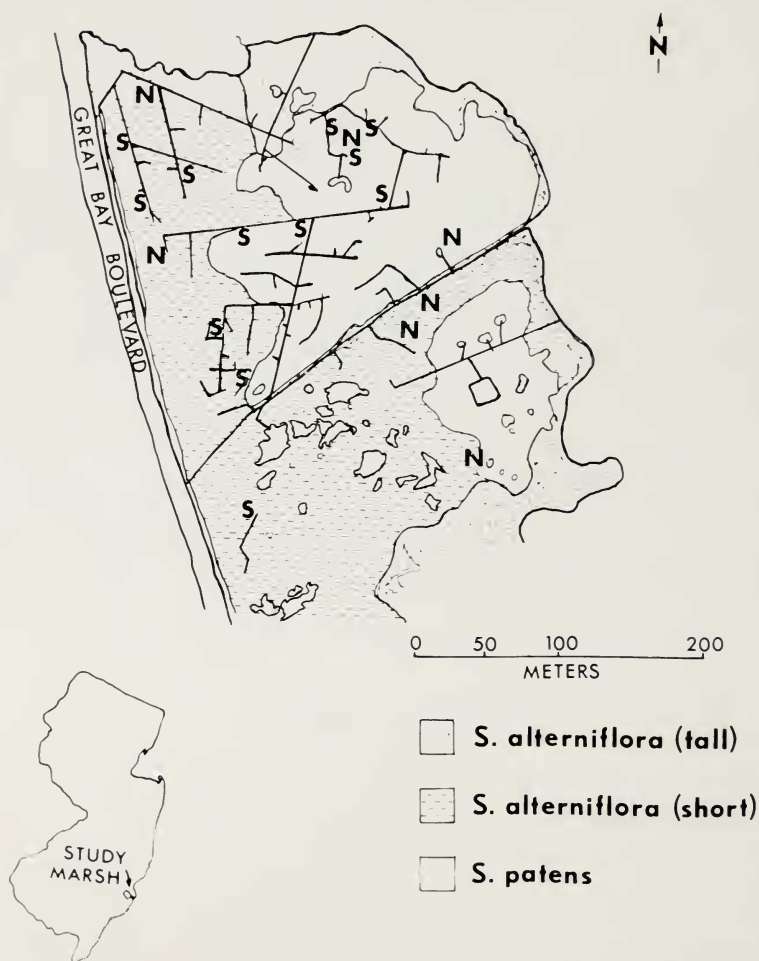 N
GREAT BAY BOULEVARD
N
S
S
S
S
N
S
S
S
N
S
S
N
N
N
S
S
N
S
0 50 100 200
METERS
S. alterniflora (tall)
S. alterniflora (short)
S. patens
STUDY
MARSH